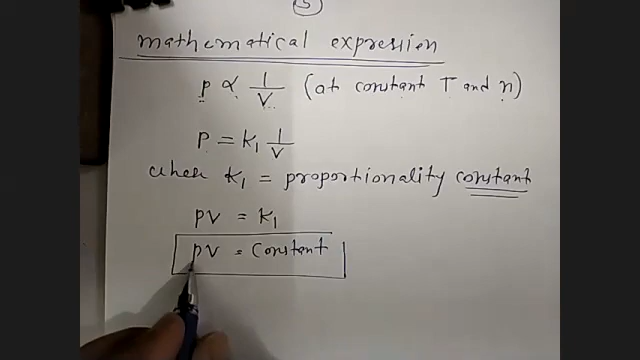 5
mathematical expression
p ∝ 1/V (at constant T and n)
P = K₁ 1/V
when K₁ = proportionality constant
PV = K₁
PV = Constant